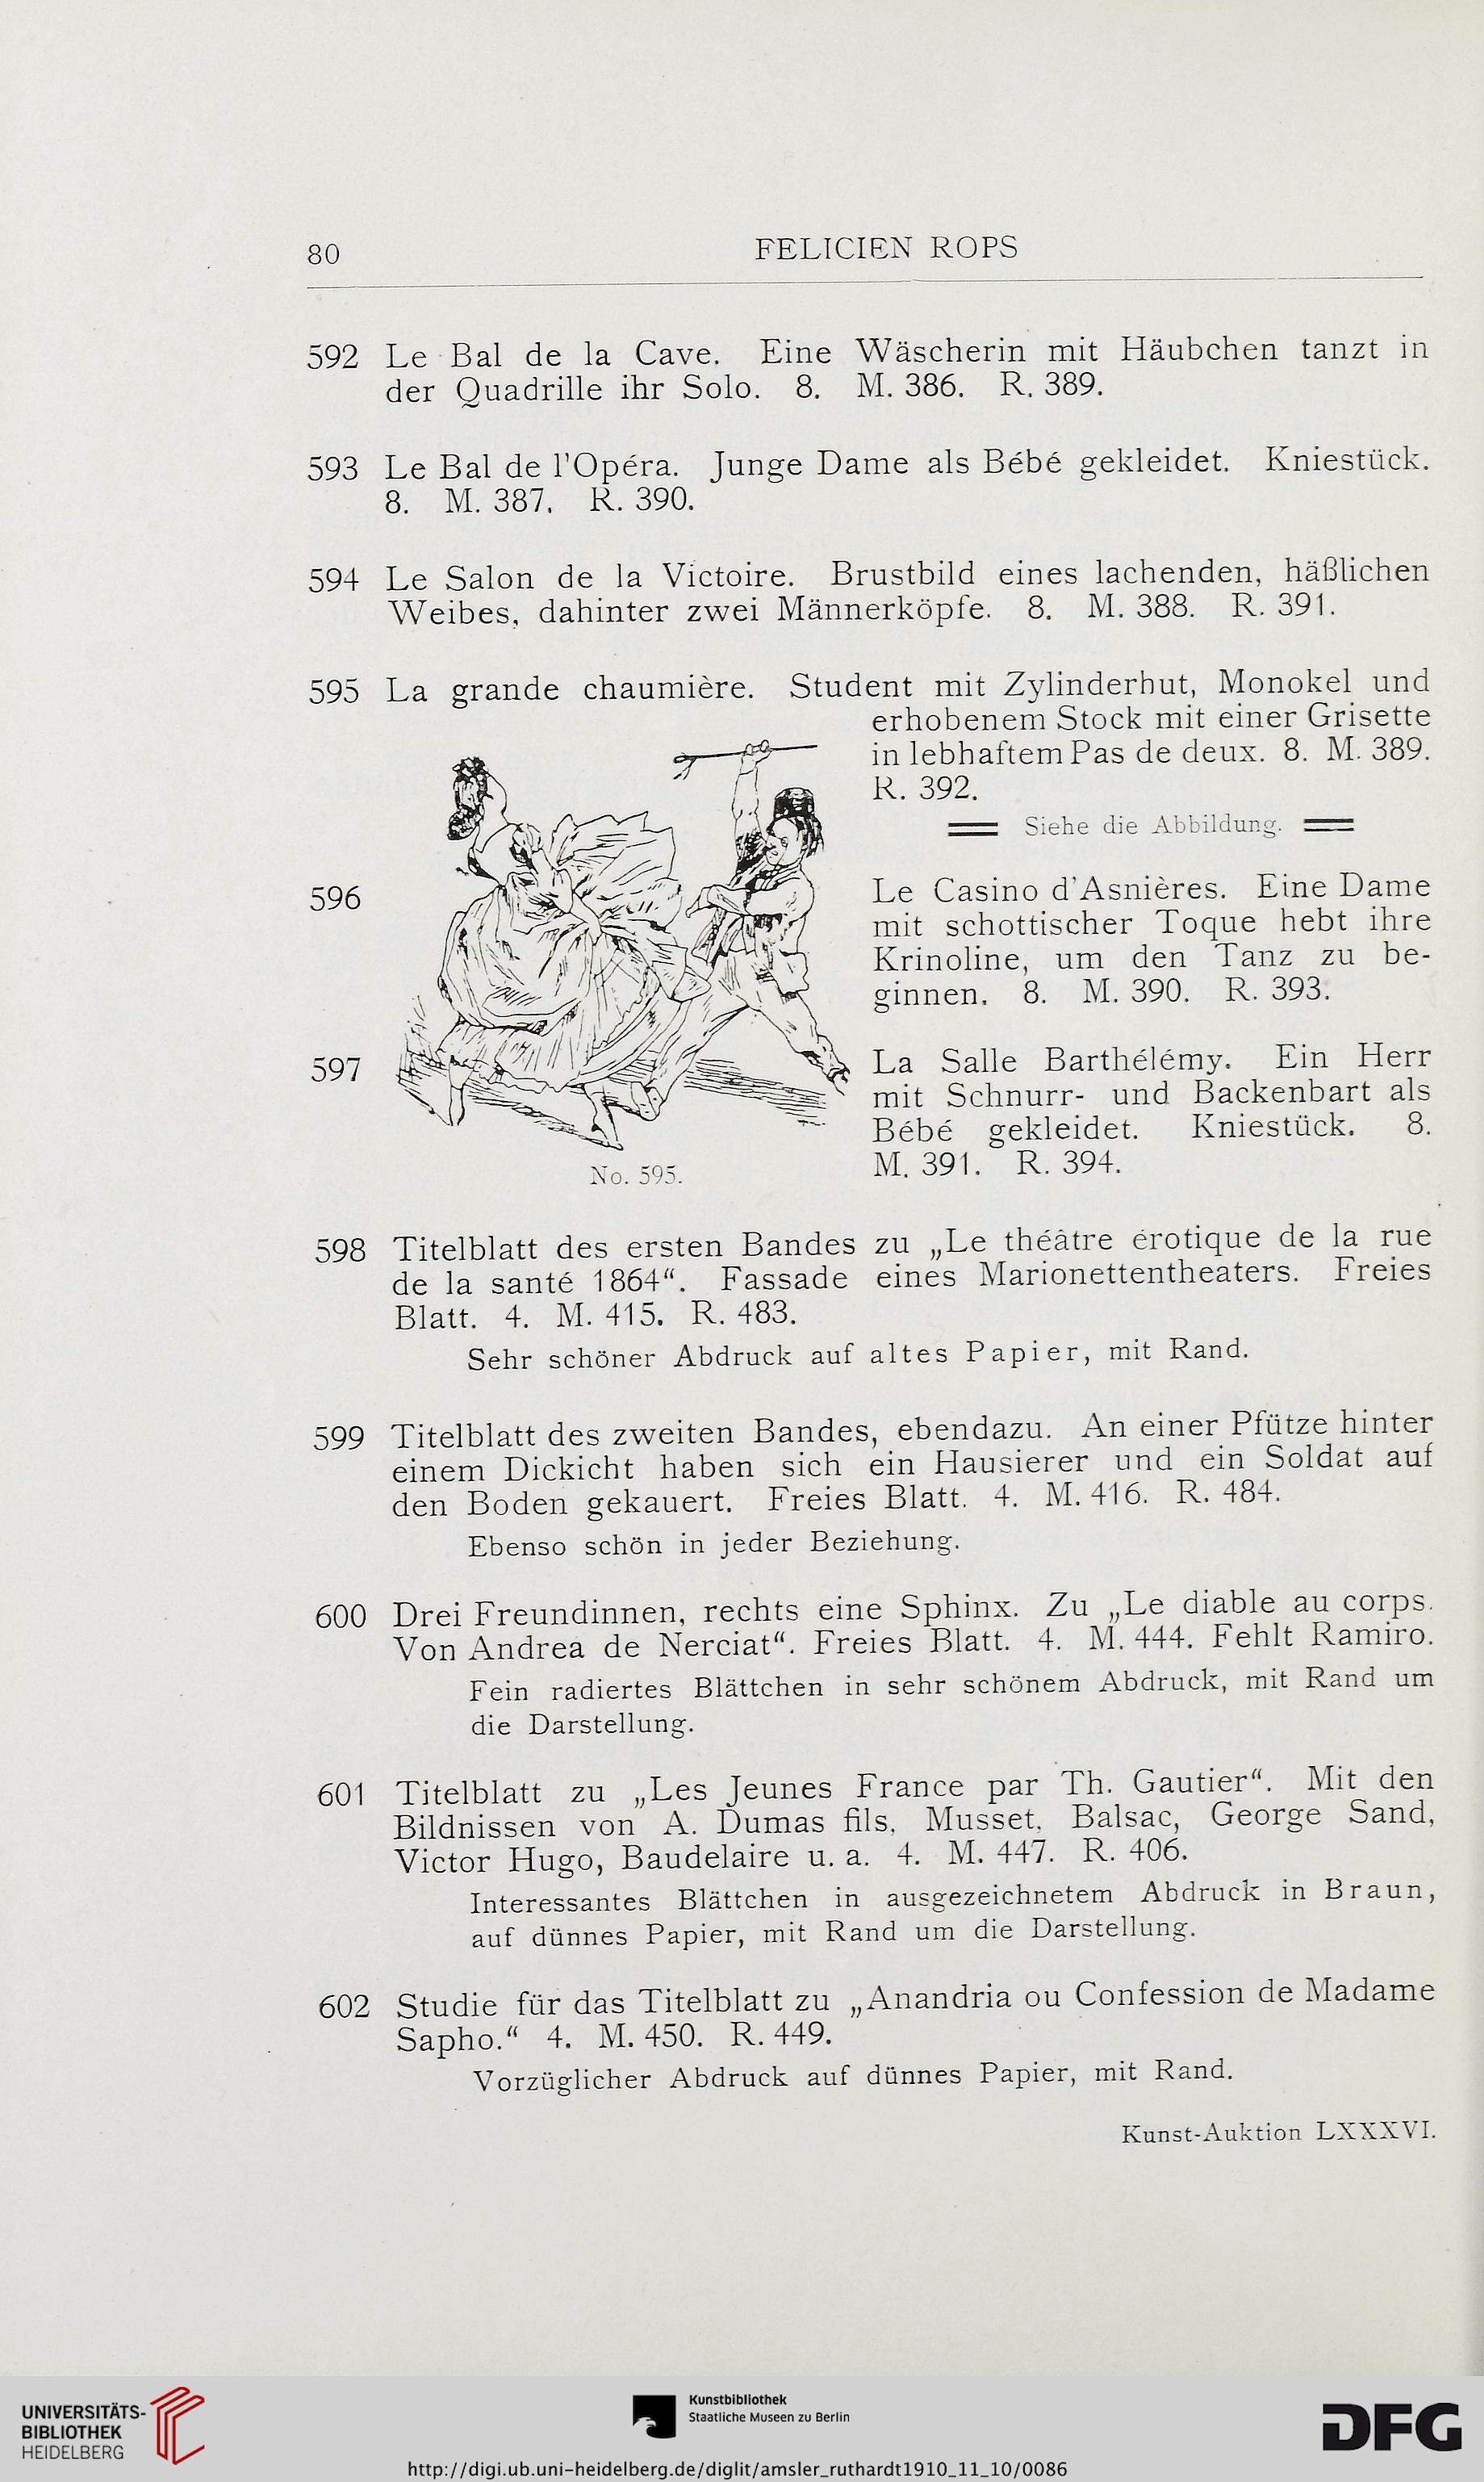 80
FELICIEN ROPS
592 Le Bal de la Cave. Eine Wäscherin mit Häubchen tanzt in
der Quadrille ihr Solo. 8. M. 386. R. 389.
593 Le Bal de l'Opéra. Junge Dame als Bébé gekleidet. Kniestück.
8. M. 387. R. 390.
594 Le Salon de la Victoire. Brustbild eines lachenden, häßlichen
Weibes, dahinter zwei Männerköpfe. 8. M. 388. R. 391.
595 La grande chaumière. Student mit Zylinderhut, Monokel und
erhobenem Stock mit einer Grisette
in lebhaftem Pas de deux. 8. M. 389.
R. 392.
Siehe die Abbildung.
596 Le Casino d'Asnières. Eine Dame
mit schottischer Toque hebt ihre
Krinoline, um den Tanz zu be-
ginnen. 8. M. 390. R. 393.
597 La Salle Barthélémy. Ein Herr
mit Schnurr- und Backenbart als
Bébé gekleidet. Kniestück. 8.
M. 391. R. 394.
No. 595.
598 Titelblatt des ersten Bandes zu „Le théâtre érotique de la rue
de la santé 1864“. Fassade eines Marionettentheaters. Freies
Blatt. 4. M. 415. R. 483.
Sehr schöner Abdruck auf altes Papier, mit Rand.
599 Titelblatt des zweiten Bandes, ebendazu. An einer Pfütze hinter
einem Dickicht haben sich ein Hausierer und ein Soldat auf
den Boden gekauert. Freies Blatt. 4. M. 416. R. 484.
Ebenso schön in jeder Beziehung.
600 Drei Freundinnen, rechts eine Sphinx. Zu „Le diable au corps.
Von Andrea de Nerciat“. Freies Blatt. 4. M. 444. Fehlt Ramiro.
Fein radiertes Blättchen in sehr schönem Abdruck, mit Rand um
die Darstellung.
601 Titelblatt zu „Les Jeunes France par Th. Gautier“. Mit den
Bildnissen von A. Dumas fils, Musset, Balsac, George Sand,
Victor Hugo, Baudelaire u. a. 4. M. 447. R. 406.
Interessantes Blättchen in ausgezeichnetem Abdruck in Braun,
auf dünnes Papier, mit Rand um die Darstellung.
602 Studie für das Titelblatt zu „Anandria ou Confession de Madame
Sapho.“ 4. M. 450. R. 449.
Vorzüglicher Abdruck auf dünnes Papier, mit Rand.
Kunst-Auktion LXXXVI.
UNIVERSITÄTS-
BIBLIOTHEK
HEIDELBERG
Kunstbibliothek
Staatliche Museen zu Berlin
DFG
http://digi.ub.uni-heidelberg.de/diglit/amsler_ruthardt1910_11_10/0086